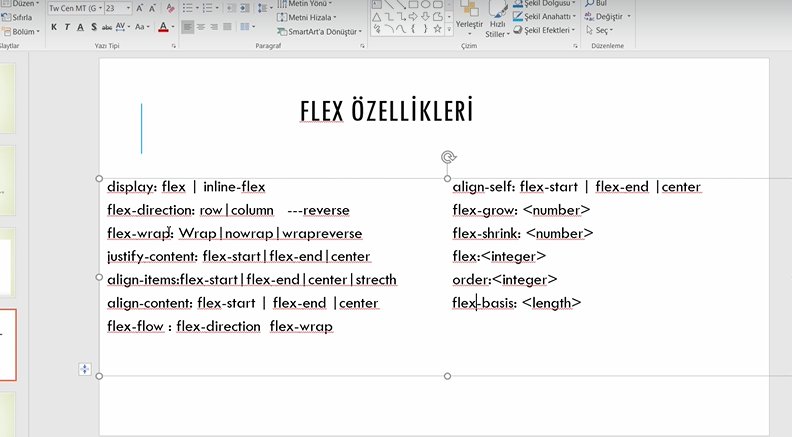 Düzen
Sıfırla
Bölüm
Slaytlar
Tw Cen MT (G
23
K T A S abc AV Aa A
Yazı Tipi
Metin Yönü
Metni Hizala
SmartArt'a Dönüştür
Paragraf
Yerleştir
Hızlı
Stiller
Şekil Dolgusu
Şekil Anahattı
Şekil Efektleri
Çizim
Bul
Değiştir
Seç
Düzenleme
FLEX ÖZELLİKLERİ
display: flex | inline-flex
flex-direction: row|column ---reverse
flex-wrap: Wrap|nowrap|wrapreverse
justify-content: flex-start|flex-end|center
align-items:flex-start|flex-end|center|strecth
align-content: flex-start | flex-end |center
flex-flow : flex-direction flex-wrap
align-self: flex-start | flex-end |center
flex-grow: <number>
flex-shrink: <number>
flex:<integer>
order:<integer>
flex-basis: <length>